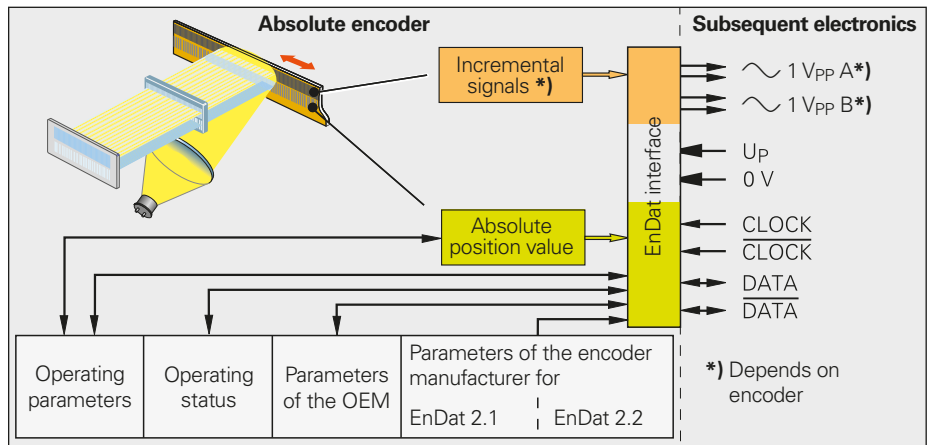 Absolute encoder
Subsequent electronics
Incremental
signals *)
1 VPP A*)
1 VPP B*)
UP
0 V
EnDat interface
Absolute
position value
CLOCK
CLOCK
DATA
DATA
Operating
parameters
Operating
status
Parameters
of the OEM
Parameters of the encoder
manufacturer for
EnDat 2.1
EnDat 2.2
*) Depends on
encoder